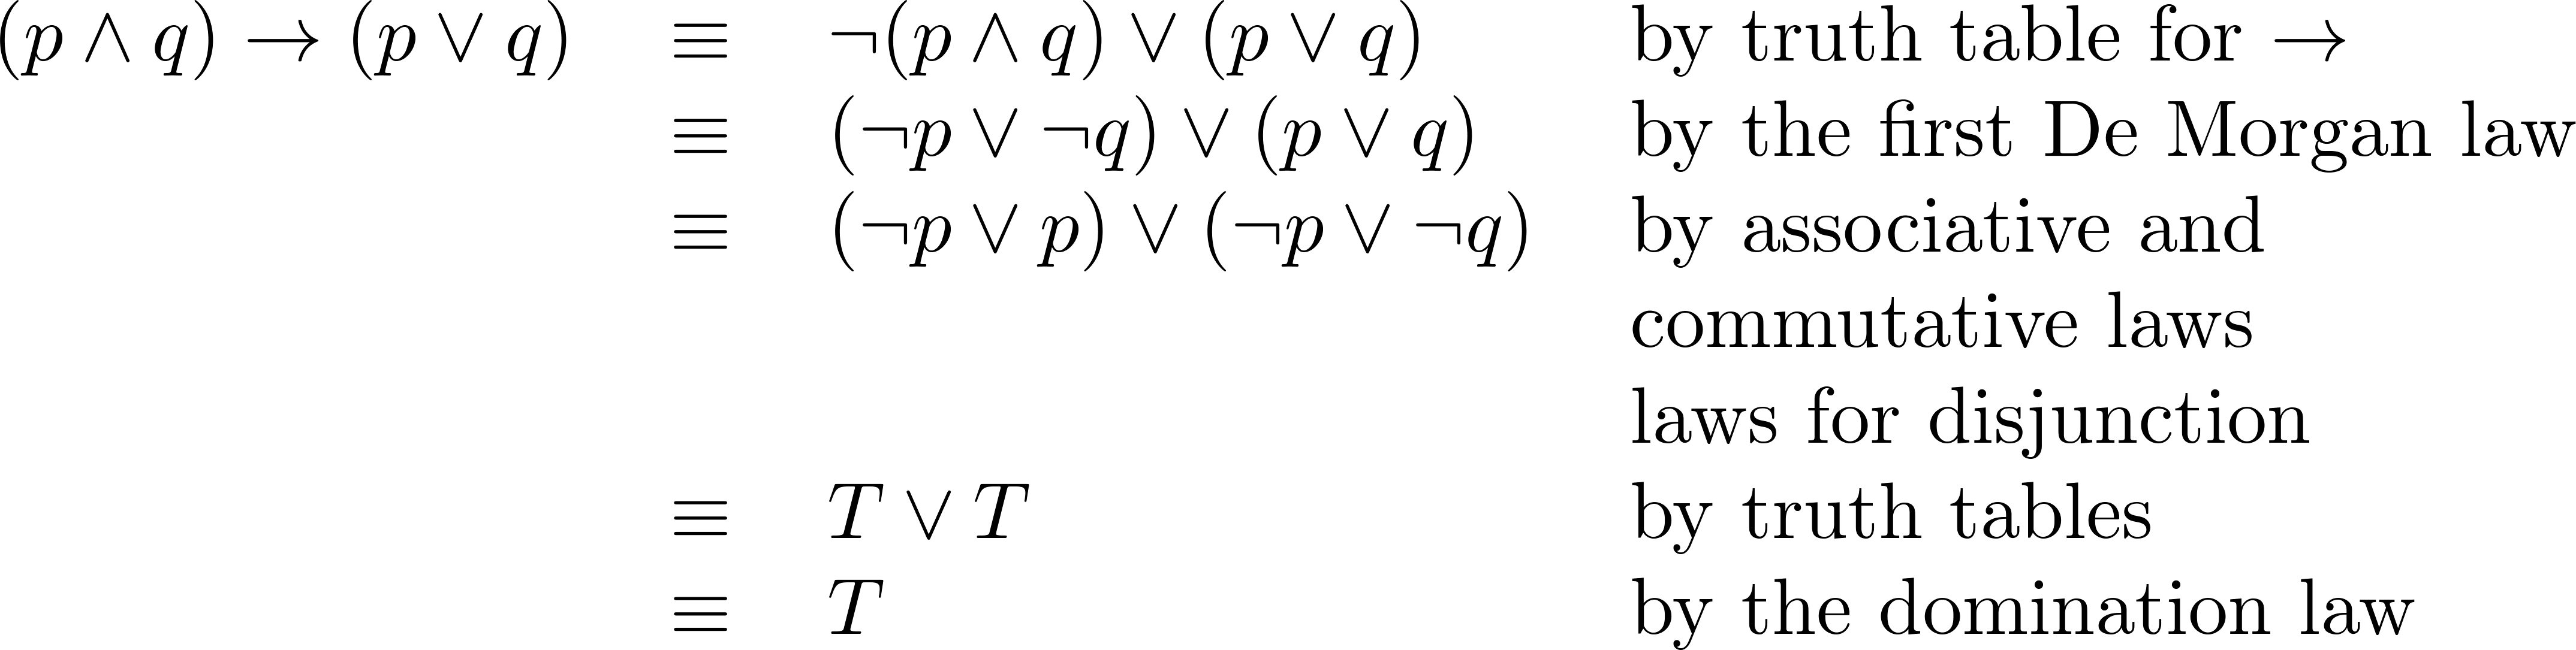 (p ∧ q) → (p ∨ q) ≡ ¬(p ∧ q) ∨ (p ∨ q) by truth table for →
≡ (¬p ∨ ¬q) ∨ (p ∨ q) by the first De Morgan law
≡ (¬p ∨ p) ∨ (¬p ∨ ¬q) by associative and
commutative laws
laws for disjunction
≡ T ∨ T by truth tables
≡ T by the domination law